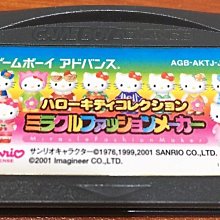 ゲームボーイ アドバンス
AGB-AKTJ-J
ハローキティコレクション
ミラクルファッションメーカー
Miracle Fashion Maker
サンリオキャラクター©1976,1999,2001 SANRIO CO.,LTD.
©2001 Imagineer CO.,LTD.